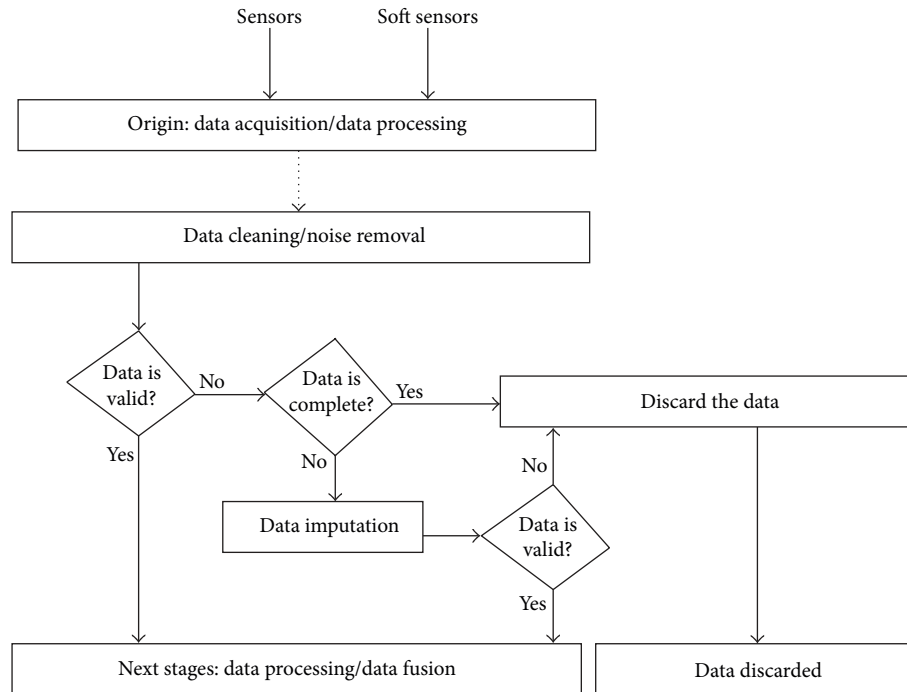 Sensors
Soft sensors
Origin: data acquisition/data processing
Data cleaning/noise removal
Data is
valid?
No
Data is
complete?
Yes
Discard the data
Yes
No
No
Data imputation
Data is
valid?
Yes
Next stages: data processing/data fusion
Data discarded